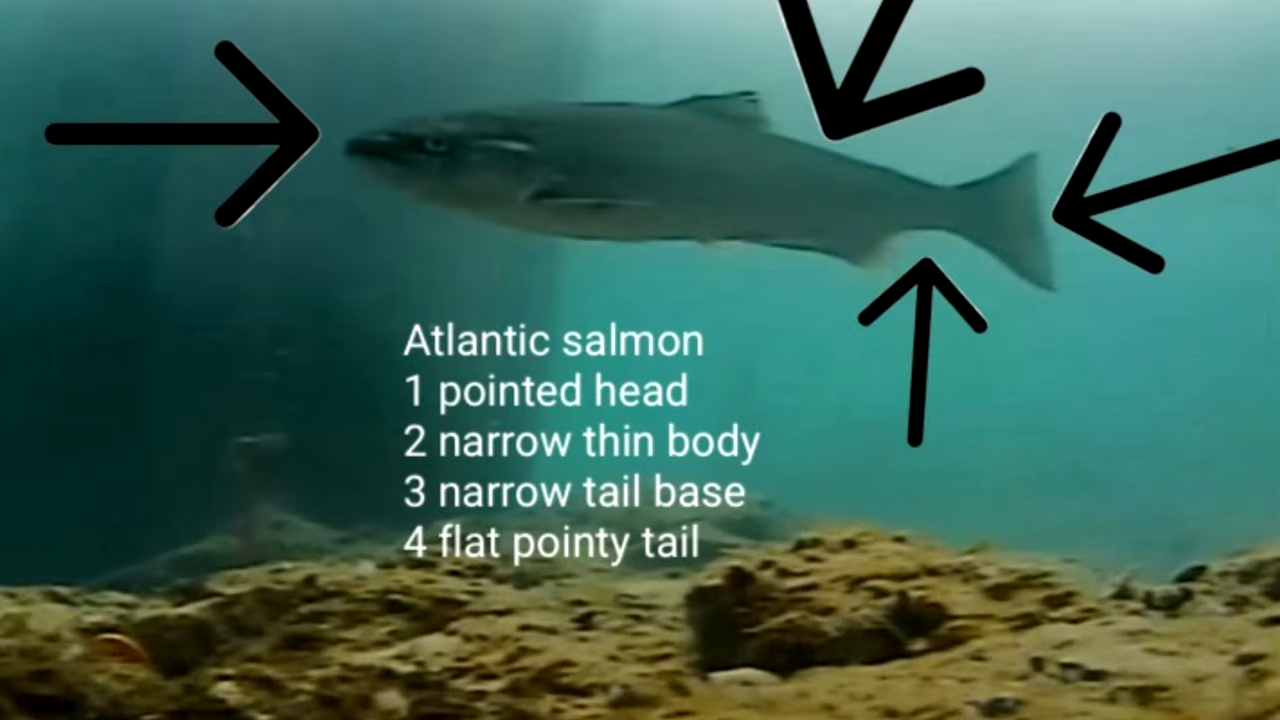 Atlantic salmon
1 pointed head
2 narrow thin body
3 narrow tail base
4 flat pointy tail